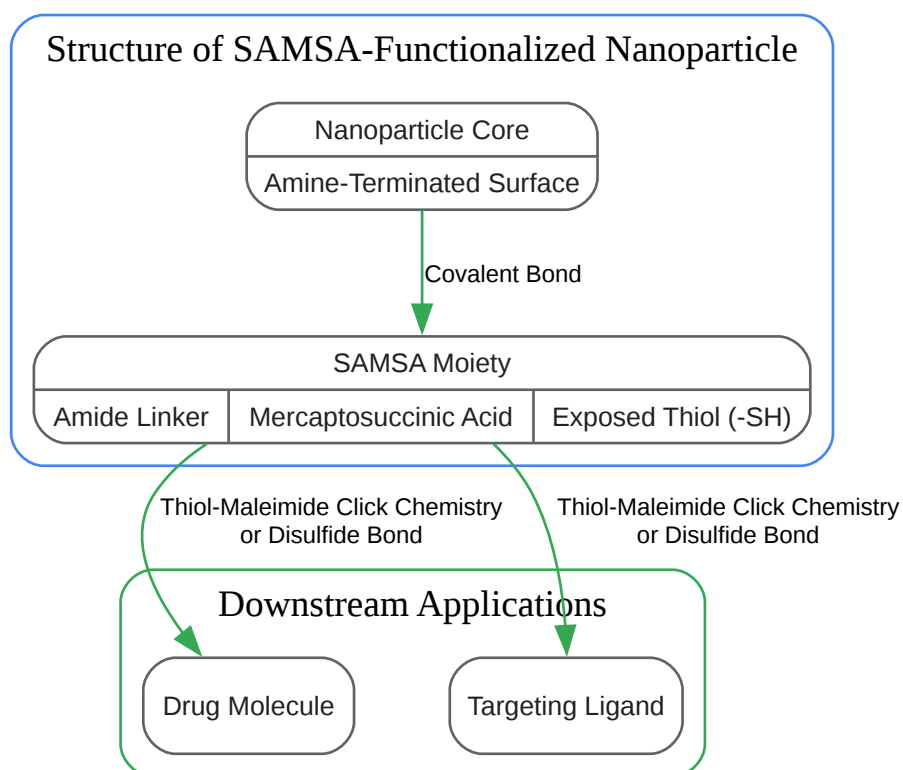 Structure of SAMSA-Functionalized Nanoparticle
Nanoparticle Core
Amine-Terminated Surface
Covalent Bond
SAMSA Moiety
Amide Linker
Mercaptosuccinic Acid
Exposed Thiol (-SH)
Thiol-Maleimide Click Chemistry
or Disulfide Bond
Thiol-Maleimide Click Chemistry
or Disulfide Bond
Downstream Applications
Drug Molecule
Targeting Ligand